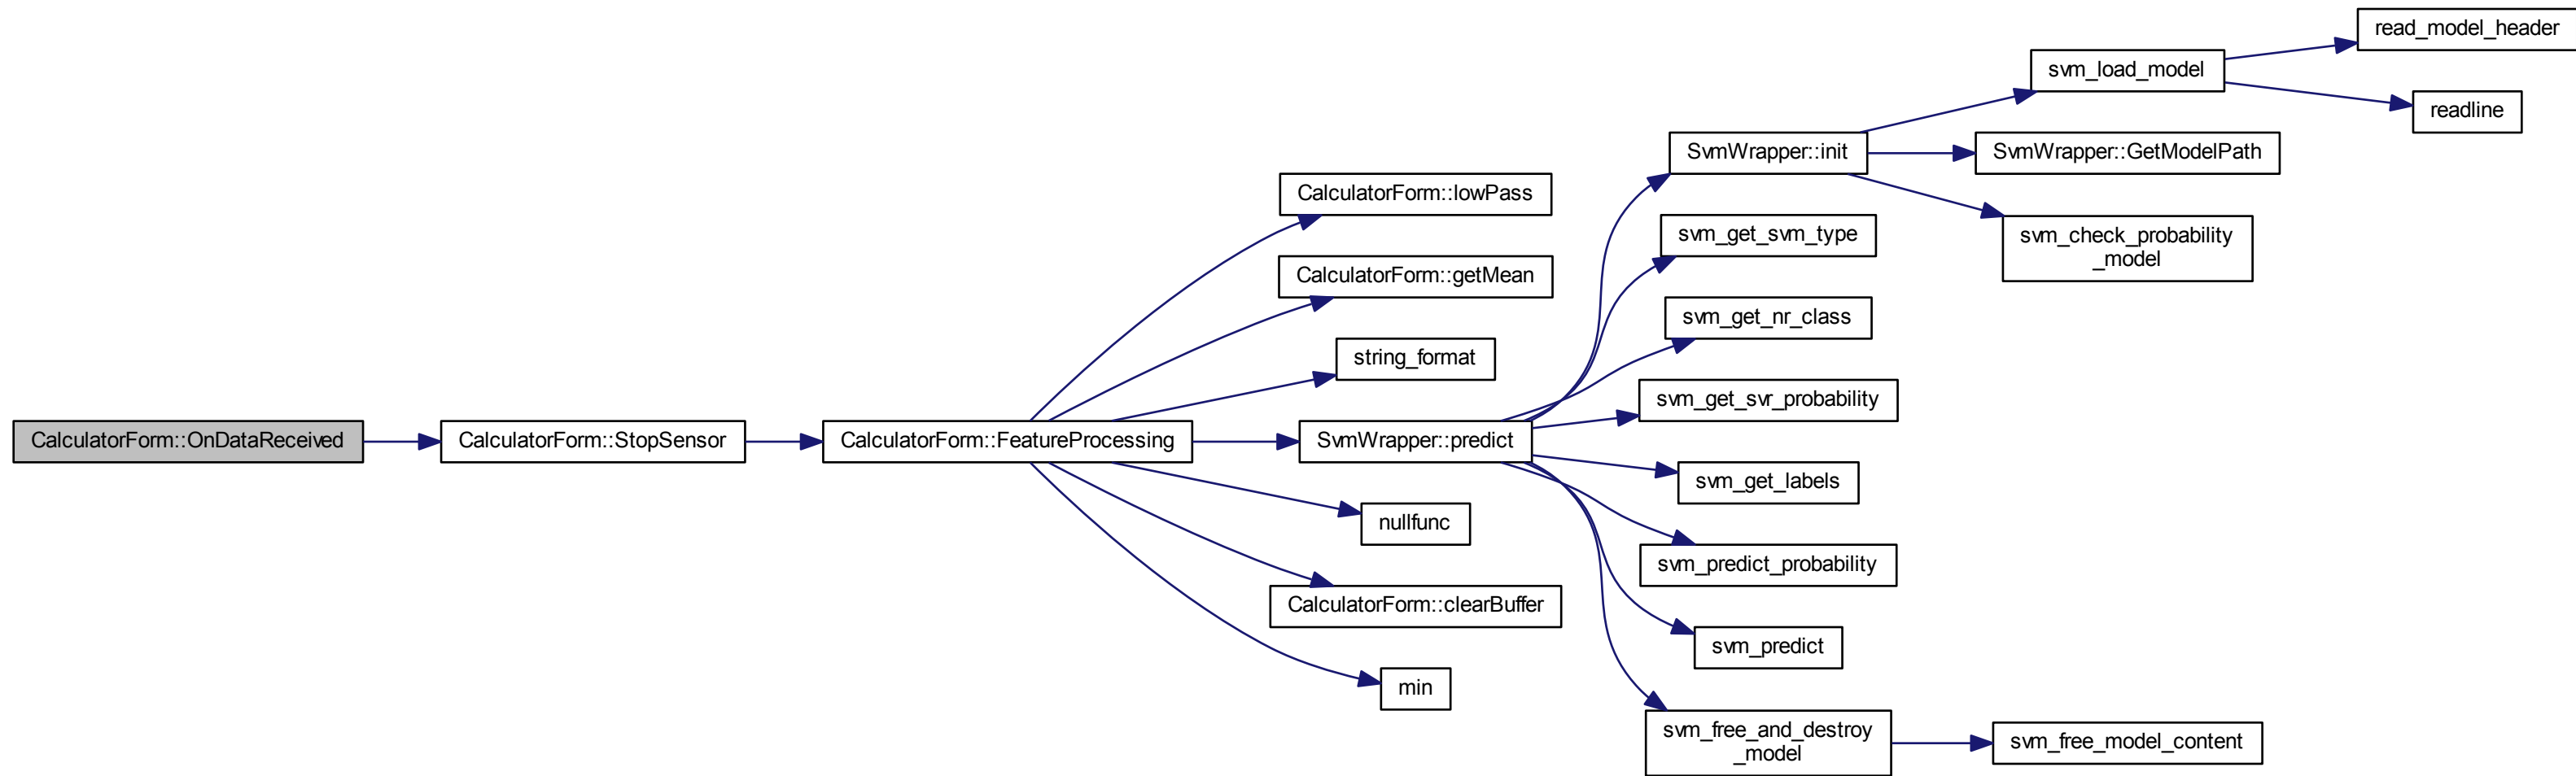 CalculatorForm::OnDataReceived
CalculatorForm::StopSensor
CalculatorForm::FeatureProcessing
CalculatorForm::lowPass
CalculatorForm::getMean
string_format
SvmWrapper::predict
nullfunc
CalculatorForm::clearBuffer
min
SvmWrapper::init
svm_get_svm_type
svm_get_nr_class
svm_get_svr_probability
svm_get_labels
svm_predict_probability
svm_predict
svm_free_and_destroy
_model
svm_load_model
SvmWrapper::GetModelPath
svm_check_probability
_model
svm_free_model_content
read_model_header
readline